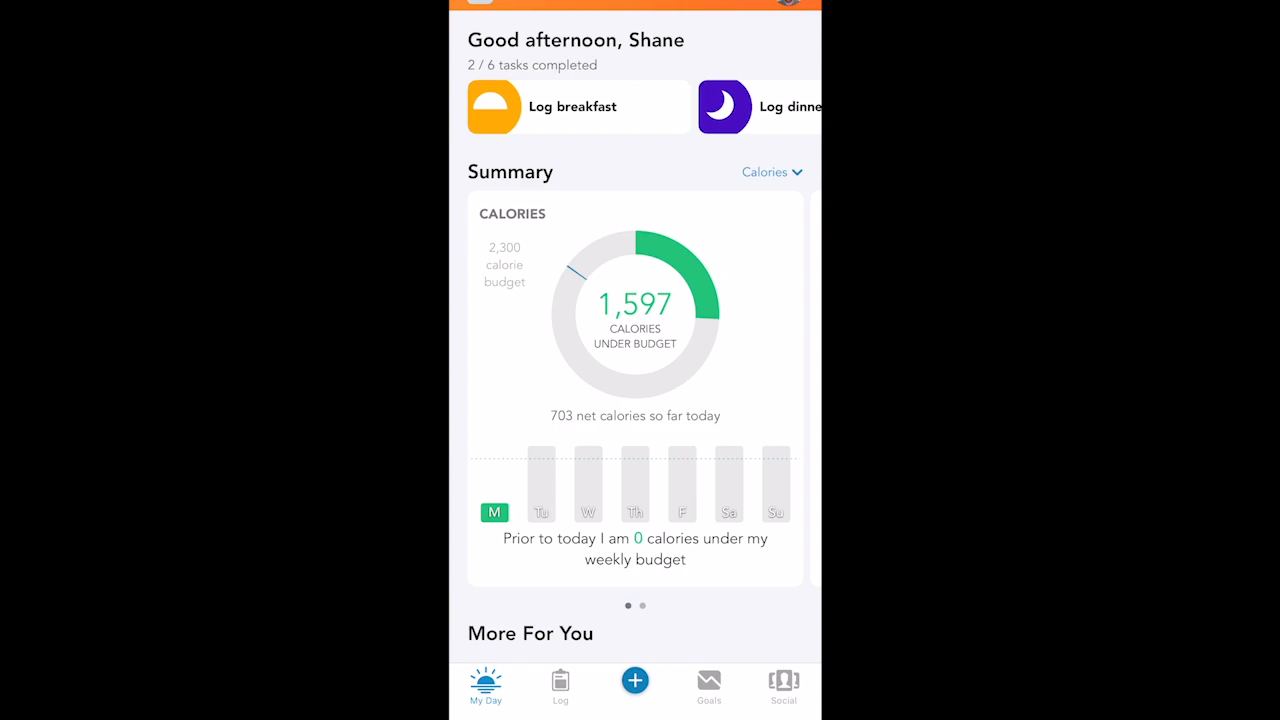 Good afternoon, Shane
2 / 6 tasks completed
Log breakfast
Log dinne
Summary
Calories
CALORIES
2,300
calorie
budget
1,597
CALORIES
UNDER BUDGET
703 net calories so far today
M Tu W Th F Sa Su
Prior to today I am 0 calories under my
weekly budget
More For You
My Day
Log
Goals
Social